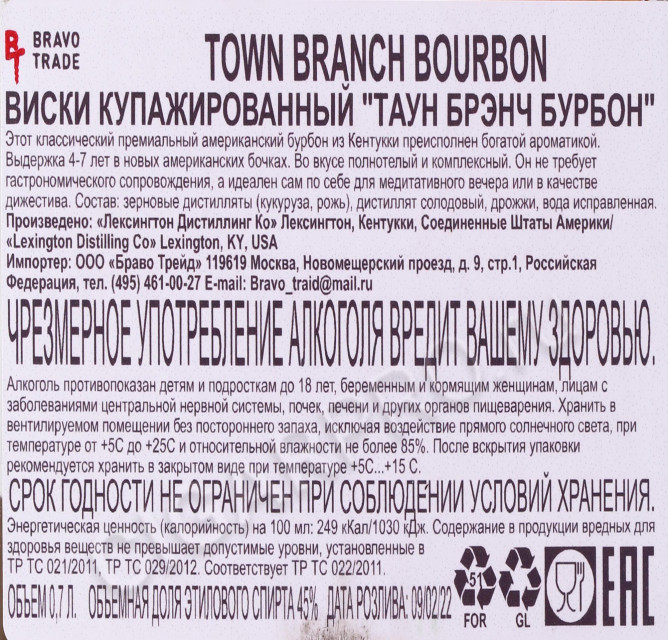 BRAVO
TRADE
TOWN BRANCH BOURBON
ВИСКИ КУПАЖИРОВАННЫЙ "ТАУН БРЭНЧ БУРБОН"
Этот классический премиальный американский бурбон из Кентукки преисполнен богатой ароматикой.
Выдержка 4-7 лет в новых американских бочках. Во вкусе полнотелый и комплексный. Он не требует
гастрономического сопровождения, а идеален сам по себе для медитативного вечера или в качестве
дижестива. Состав: зерновые дистилляты (кукуруза, рожь), дистиллят солодовый, дрожжи, вода исправленная.
Произведено: «Лексингтон Дистиллинг Ко» Лексингтон, Кентукки, Соединенные Штаты Америки/
«Lexington Distilling Co» Lexington, KY, USA
Импортер: ООО «Браво Трейд» 119619 Москва, Новомещерский проезд, д. 9, стр.1, Российская
Федерация, тел. (495) 461-00-27 E-mail: Bravo_traid@mail.ru
ЧРЕЗМЕРНОЕ УПОТРЕБЛЕНИЕ АЛКОГОЛЯ ВРЕДИТ ВАШЕМУ ЗДОРОВЬЮ.
Алкоголь противопоказан детям и подросткам до 18 лет, беременным и кормящим женщинам, лицам с
заболеваниями центральной нервной системы, почек, печени и других органов пищеварения. Хранить в
вентилируемом помещении без постороннего запаха, исключая воздействие прямого солнечного света, при
температуре от +5С до +25С и относительной влажности не более 85%. После вскрытия упаковки
рекомендуется хранить в закрытом виде при температуре +5С...+15 С.
СРОК ГОДНОСТИ НЕ ОГРАНИЧЕН ПРИ СОБЛЮДЕНИИ УСЛОВИЙ ХРАНЕНИЯ.
Энергетическая ценность (калорийность) на 100 мл: 249 кКал/1030 кДж. Содержание в продукции вредных для
здоровья веществ не превышает допустимые уровни, установленные в
ТР ТС 021/2011, ТР ТС 029/2012. Соответствует ТР ТС 022/2011.
ОБЪЕМ 0,7 Л. ОБЪЕМНАЯ ДОЛЯ ЭТИЛОВОГО СПИРТА 45% ДАТА РОЗЛИВА: 09/02/22
51
FOR
GL
EAC